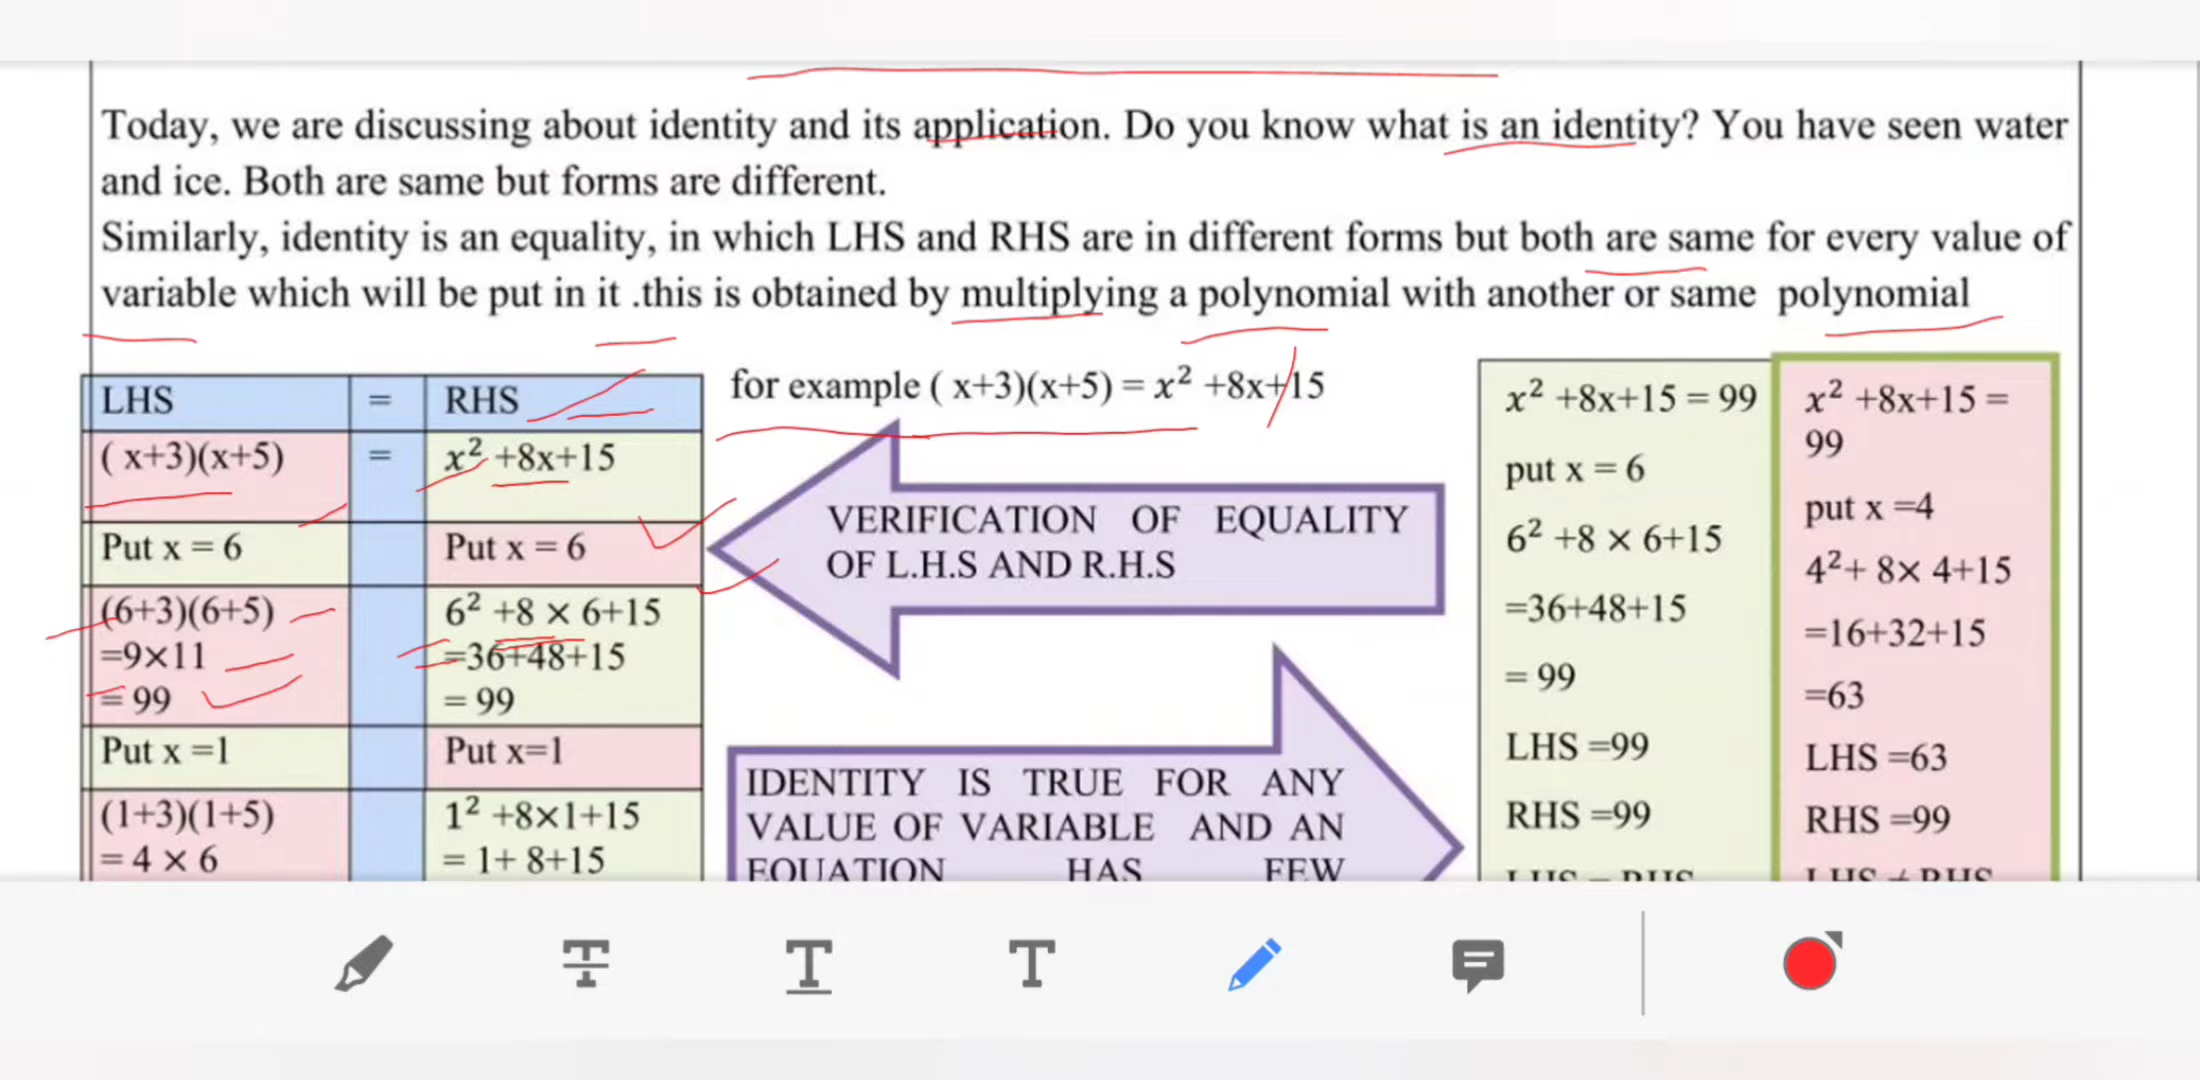 Today, we are discussing about identity and its application. Do you know what is an identity? You have seen water
and ice. Both are same but forms are different.
Similarly, identity is an equality, in which LHS and RHS are in different forms but both are same for every value of
variable which will be put in it .this is obtained by multiplying a polynomial with another or same polynomial
LHS = RHS
( x+3)(x+5) = x² +8x+15
Put x = 6 Put x = 6
(6+3)(6+5) 6² +8 × 6+15
=9×11 =36+48+15
= 99 = 99
Put x =1 Put x=1
(1+3)(1+5) 1² +8×1+15
= 4 × 6 = 1+ 8+15
for example ( x+3)(x+5) = x² +8x+15
VERIFICATION OF EQUALITY
OF L.H.S AND R.H.S
IDENTITY IS TRUE FOR ANY
VALUE OF VARIABLE AND AN
EQUATION HAS FEW
x² +8x+15 = 99
put x = 6
6² +8 × 6+15
=36+48+15
= 99
LHS =99
RHS =99
LHS = RHS
x² +8x+15 =
99
put x =4
4²+ 8× 4+15
=16+32+15
=63
LHS =63
RHS =99
LHS ≠ RHS